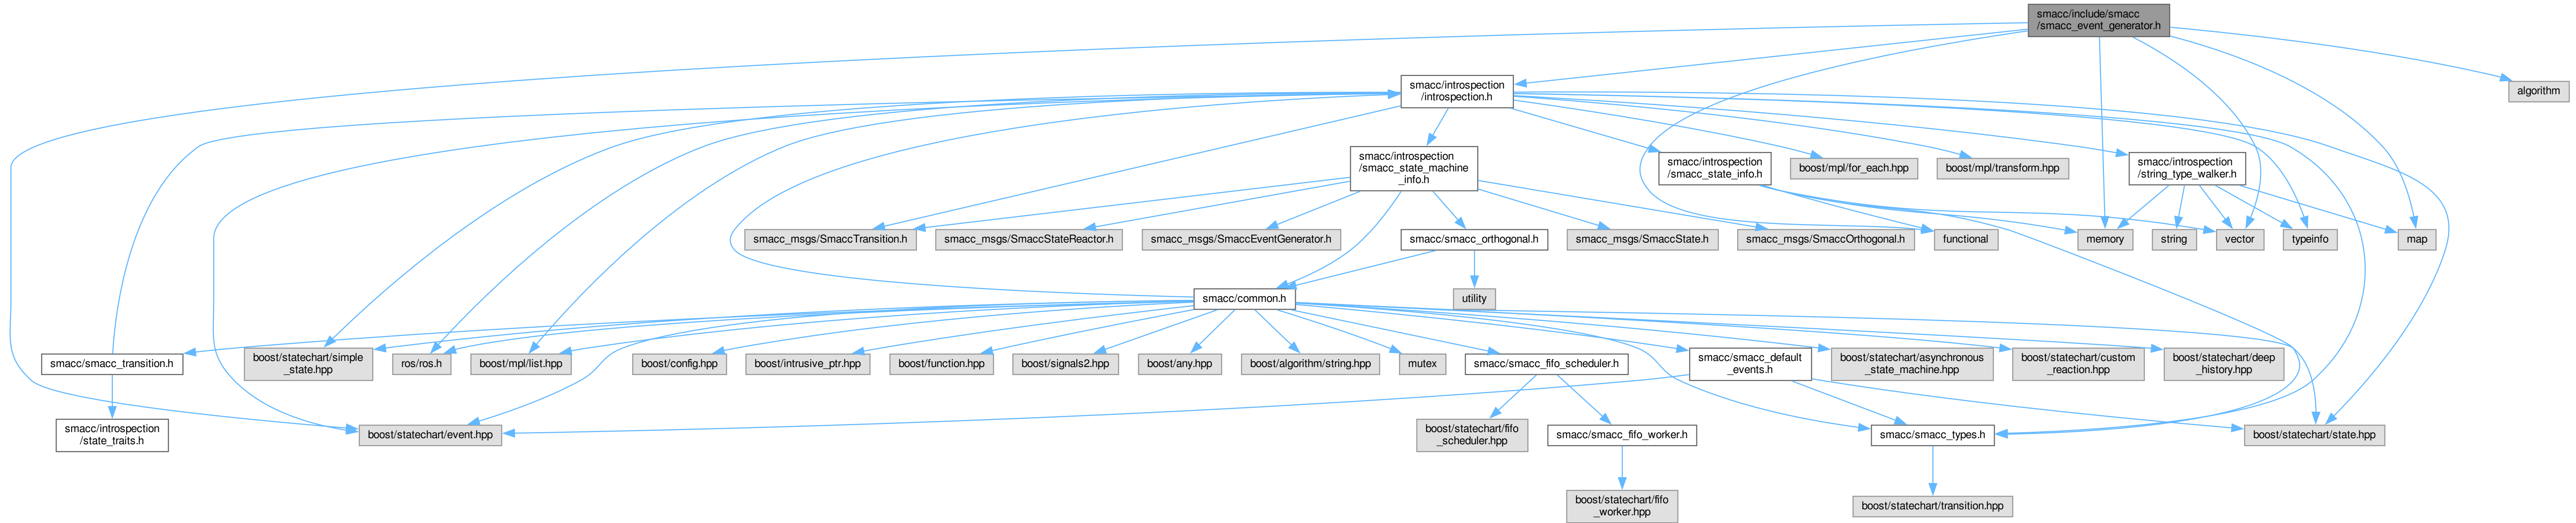 smacc/include/smacc
/smacc_event_generator.h
smacc/introspection
/introspection.h
algorithm
smacc/introspection
/smacc_state_machine
_info.h
smacc/introspection
/smacc_state_info.h
boost/mpl/for_each.hpp
boost/mpl/transform.hpp
smacc/introspection
/string_type_walker.h
smacc_msgs/SmaccTransition.h
smacc_msgs/SmaccStateReactor.h
smacc_msgs/SmaccEventGenerator.h
smacc/smacc_orthogonal.h
smacc_msgs/SmaccState.h
smacc_msgs/SmaccOrthogonal.h
functional
memory
string
vector
typeinfo
map
smacc/common.h
utility
smacc/smacc_transition.h
boost/statechart/simple
_state.hpp
ros/ros.h
boost/mpl/list.hpp
boost/config.hpp
boost/intrusive_ptr.hpp
boost/function.hpp
boost/signals2.hpp
boost/any.hpp
boost/algorithm/string.hpp
mutex
smacc/smacc_fifo_scheduler.h
smacc/smacc_default
_events.h
boost/statechart/asynchronous
_state_machine.hpp
boost/statechart/custom
_reaction.hpp
boost/statechart/deep
_history.hpp
smacc/introspection
/state_traits.h
boost/statechart/event.hpp
boost/statechart/fifo
_scheduler.hpp
smacc/smacc_fifo_worker.h
smacc/smacc_types.h
boost/statechart/state.hpp
boost/statechart/fifo
_worker.hpp
boost/statechart/transition.hpp